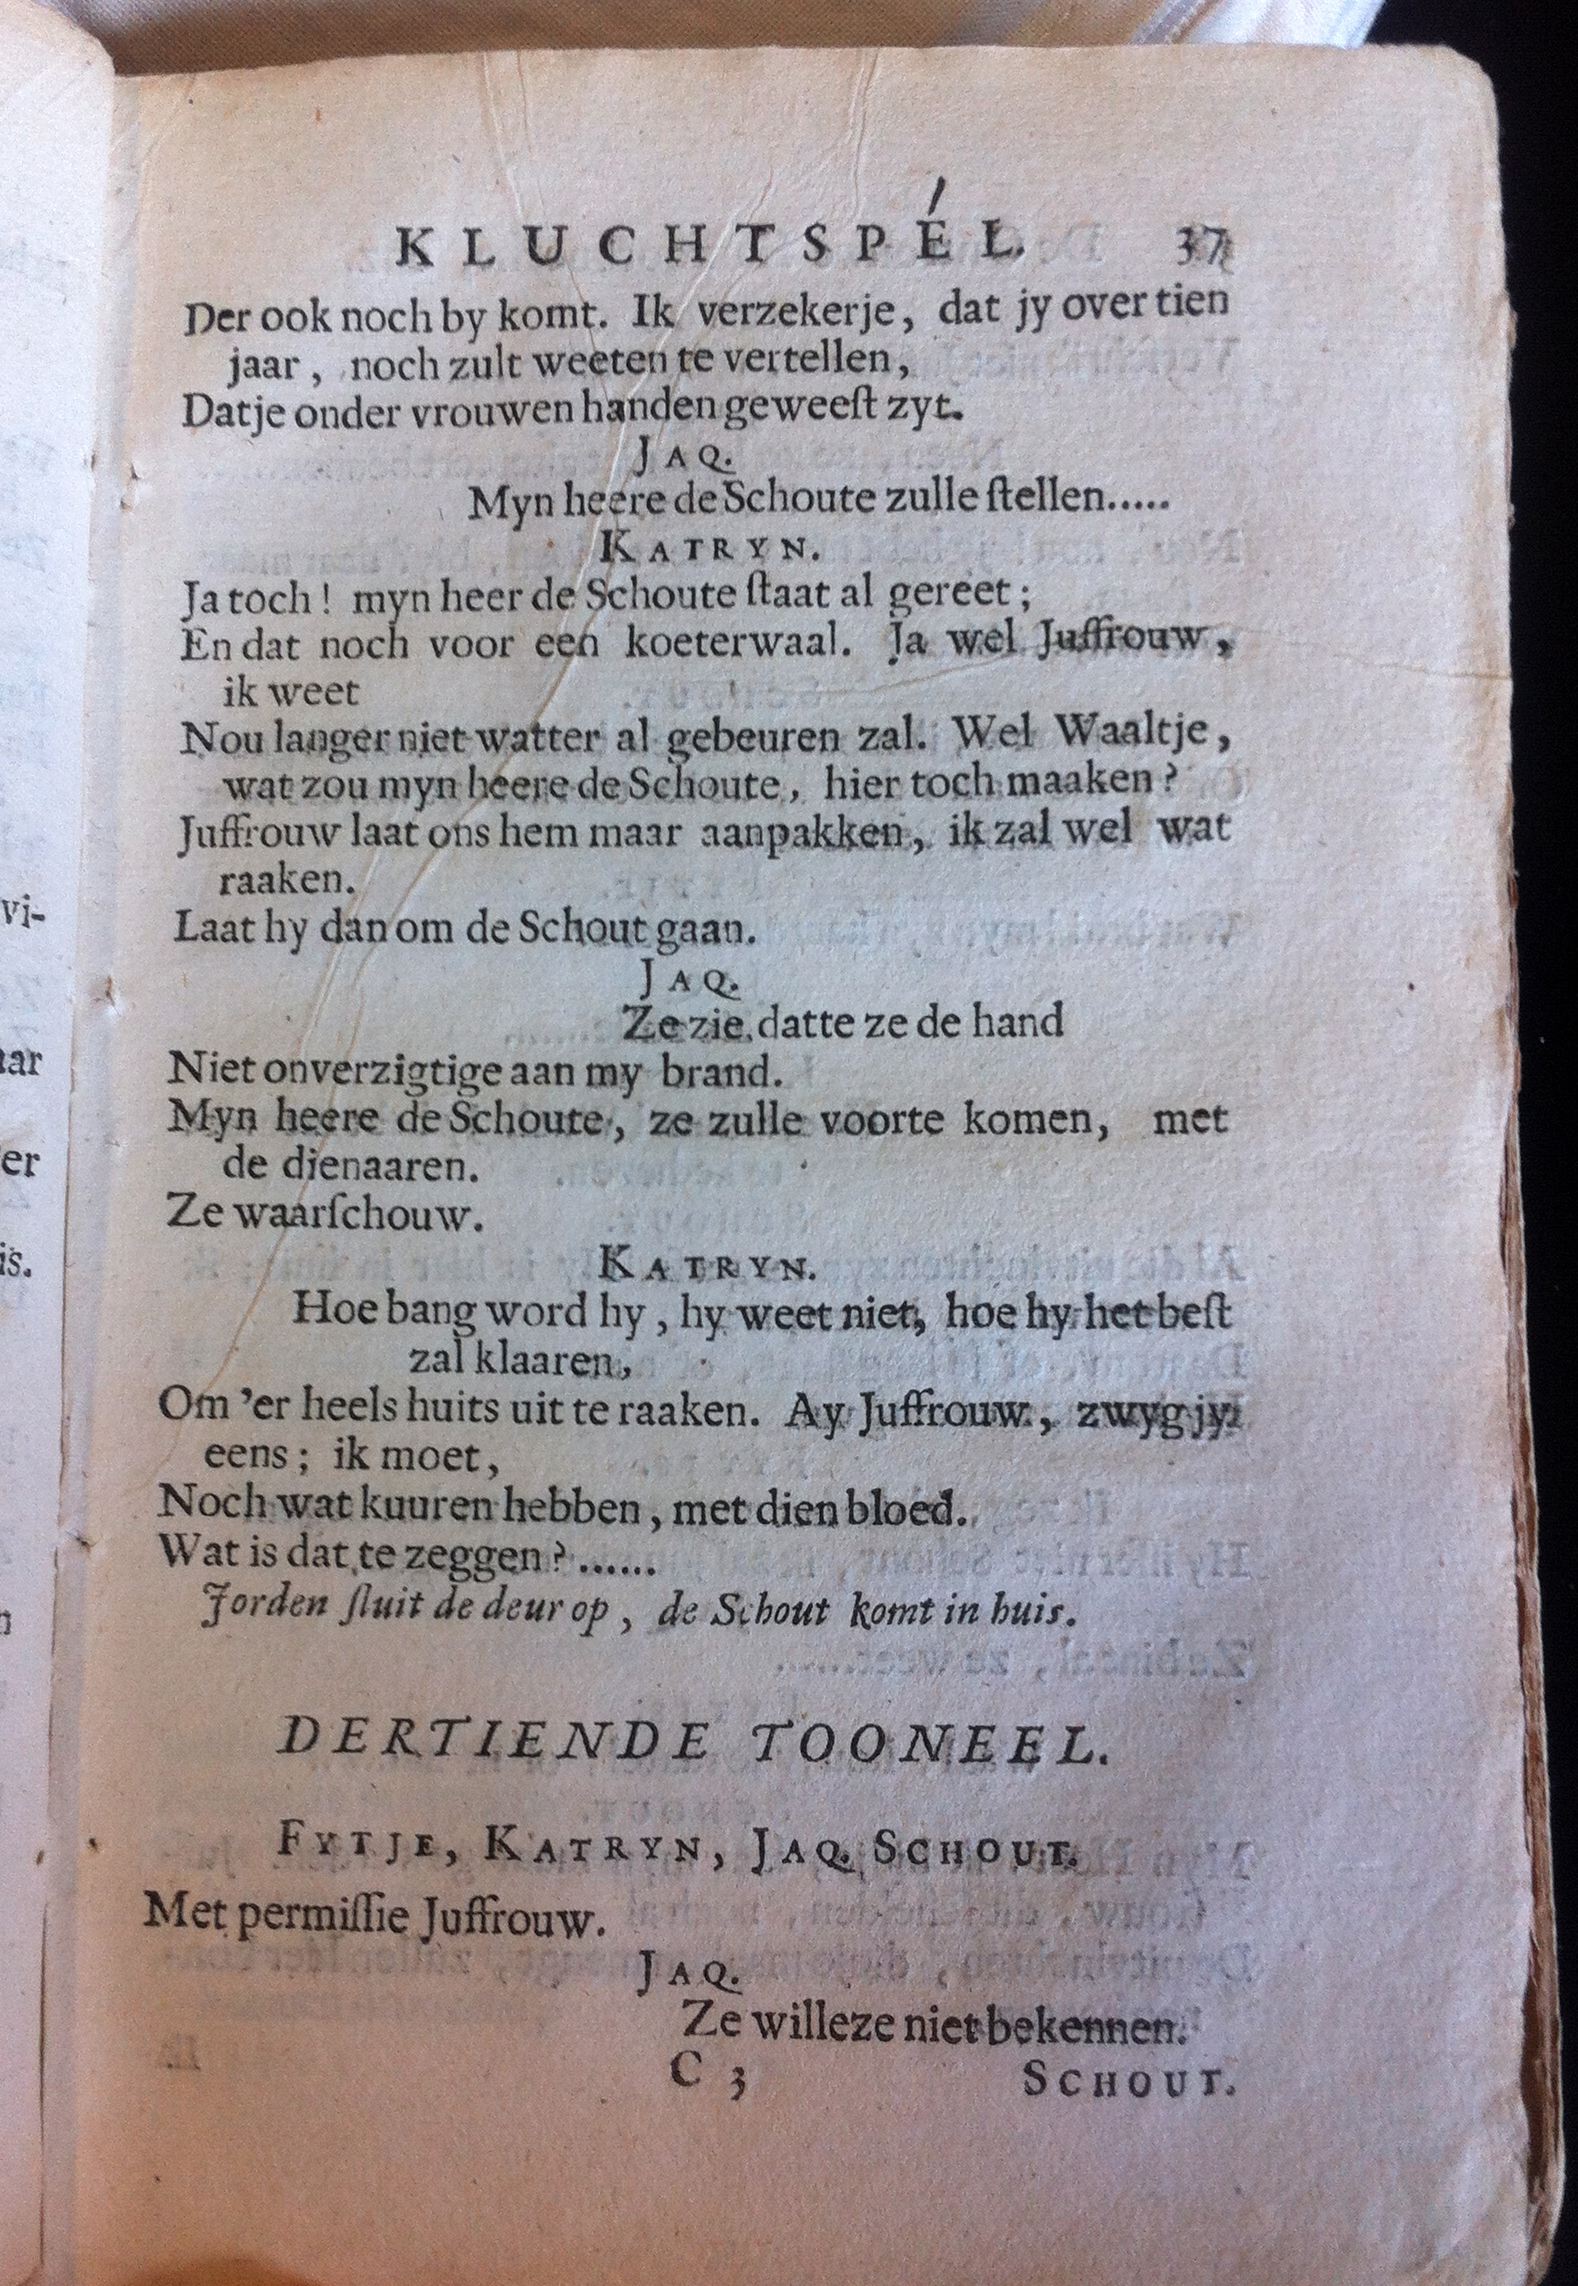 KLUCHTSPÉL. 37
Der ook noch by komt. Ik verzekerje, dat jy over tien
jaar, noch zult weeten te vertellen,
Datje onder vrouwen handen geweeſt zyt.
JAQ.
Myn heere de Schoute zulle ſtellen.....
KATRYN.
Ja toch! myn heer de Schoute ſtaat al gereet;
En dat noch voor een koeterwaal. Ja wel Juffrouw,
ik weet
Nou langer niet watter al gebeuren zal. Wel Waaltje,
wat zou myn heere de Schoute, hier toch maaken?
Juffrouw laat ons hem maar aanpakken, ik zal wel wat
raaken.
Laat hy dan om de Schout gaan.
JAQ.
Ze zie, datte ze de hand
Niet onverzigtige aan my brand.
Myn heere de Schoute, ze zulle voorte komen, met
de dienaaren.
Ze waarſchouw.
KATRYN.
Hoe bang word hy, hy weet niet, hoe hy het beſt
zal klaaren,
Om 'er heels huits uit te raaken. Ay Juffrouw, zwyg jy
eens; ik moet,
Noch wat kuuren hebben, met dien bloed.
Wat is dat te zeggen?......
Jorden ſluit de deur op, de Schout komt in huis.
DERTIENDE TOONEEL.
FYTJE, KATRYN, JAQ. SCHOUT.
Met permiſſie Juffrouw.
JAQ.
Ze willeze niet bekennen.
C 3 SCHOUT.
vi-
aar
er
is.
n